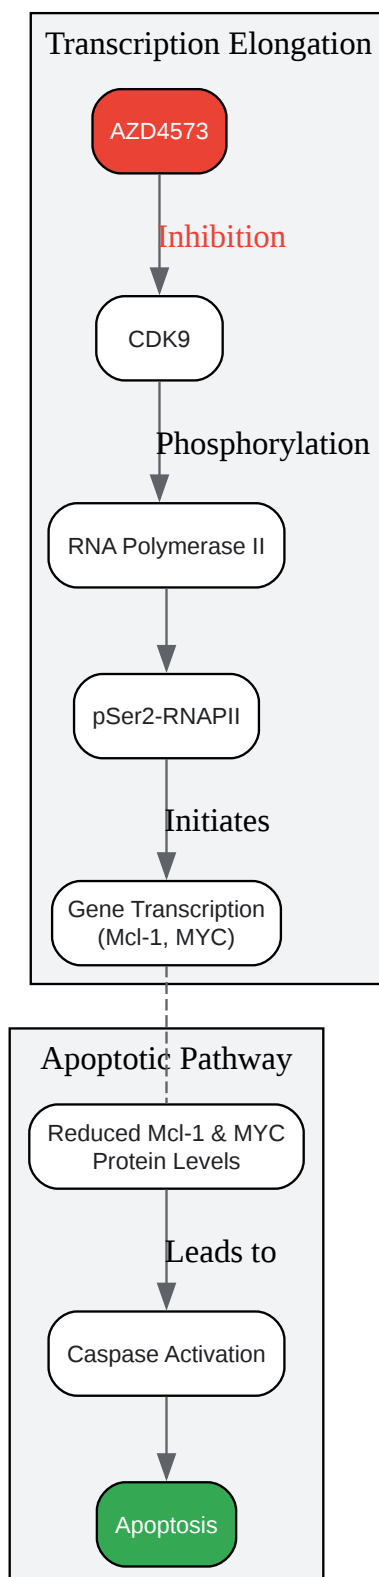 Transcription Elongation
AZD4573
Inhibition
CDK9
Phosphorylation
RNA Polymerase II
pSer2-RNAPII
Initiates
Gene Transcription
(Mcl-1, MYC)
Apoptotic Pathway
Reduced Mcl-1 & MYC
Protein Levels
Leads to
Caspase Activation
Apoptosis